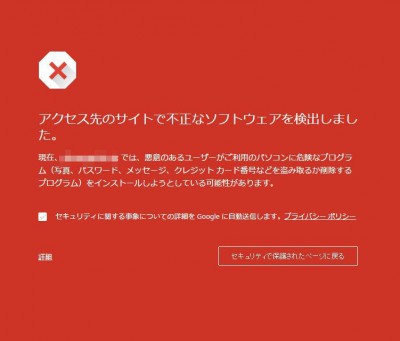 アクセス先のサイトで不正なソフトウェアを検出しまし
た。
現在、 では、悪意のあるユーザーがご利用のパソコンに危険なプログラ
ム（写真、パスワード、メッセージ、クレジット カード番号などを盗み取るか削除する
プログラム）をインストールしようとしている可能性があります。
セキュリティに関する事象についての詳細を Google に自動送信します。プライバシー ポリシー
詳細
セキュリティで保護されたページに戻る